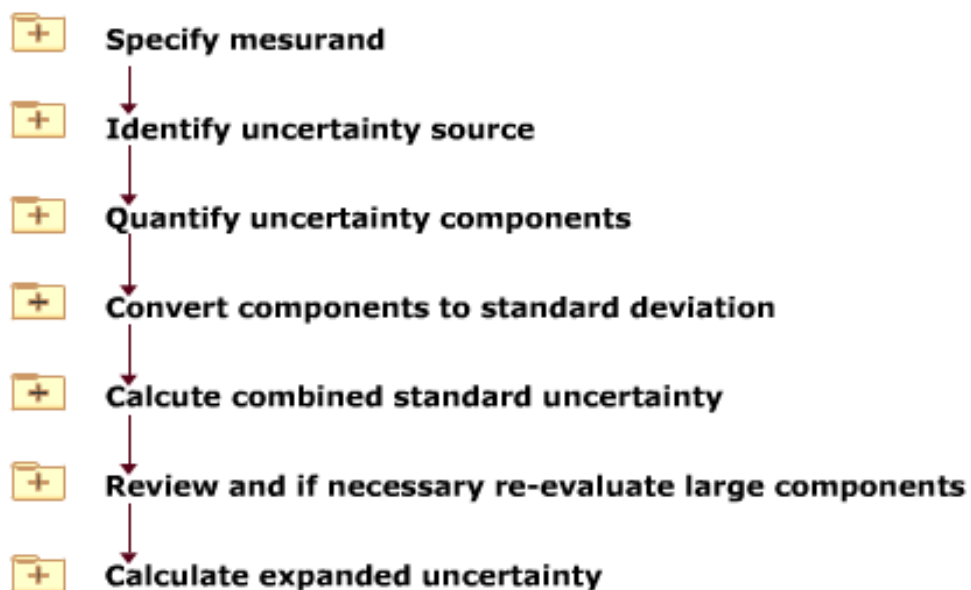 Specify mesurand
Identify uncertainty source
Quantify uncertainty components
Convert components to standard deviation
Calcute combined standard uncertainty
Review and if necessary re-evaluate large components
Calculate expanded uncertainty